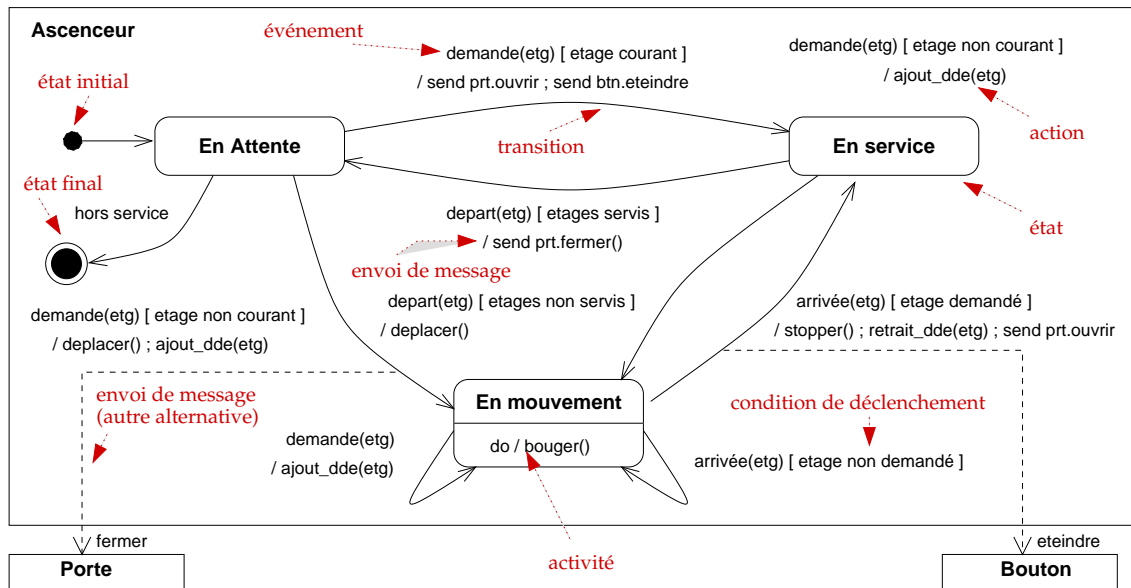 Ascenceur
événement
demande(etg) [ etage courant ]
/ send prt.ouvrir ; send btn.eteindre
demande(etg) [ etage non courant ]
/ ajout_dde(etg)
état initial
action
En Attente
transition
En service
état final
hors service
état
depart(etg) [ etages servis ]
/ send prt.fermer()
envoi de message
depart(etg) [ etages non servis ]
/ deplacer()
arrivée(etg) [ etage demandé ]
/ stopper() ; retrait_dde(etg) ; send prt.ouvrir
demande(etg) [ etage non courant ]
/ deplacer() ; ajout_dde(etg)
envoi de message
(autre alternative)
En mouvement
do / bouger()
condition de déclenchement
demande(etg)
/ ajout_dde(etg)
arrivée(etg) [ etage non demandé ]
fermer
activité
eteindre
Porte
Bouton